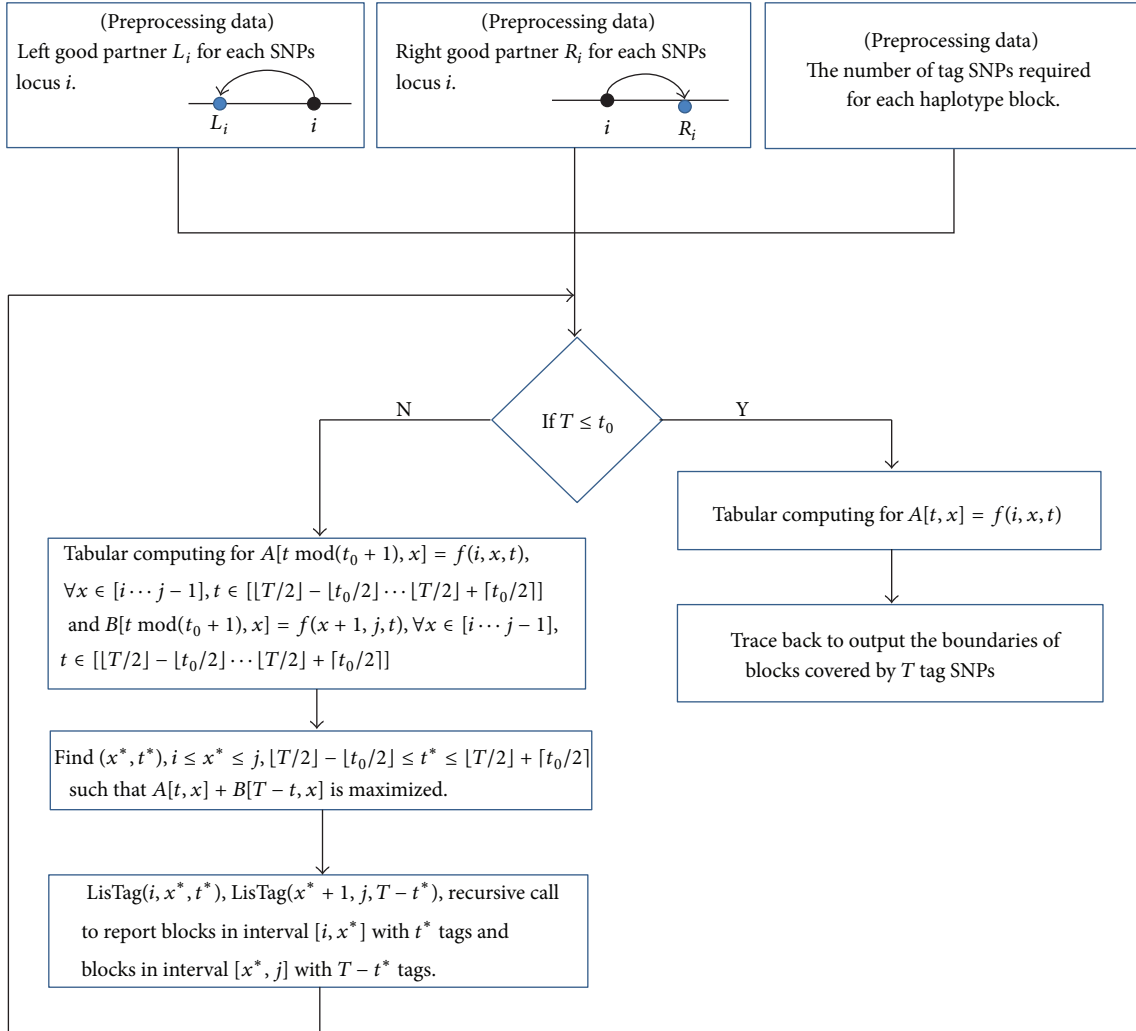 (Preprocessing data)
Left good partner L_i for each SNPs
locus i.
L_i
i
(Preprocessing data)
Right good partner R_i for each SNPs
locus i.
i
R_i
(Preprocessing data)
The number of tag SNPs required
for each haplotype block.
If T ≤ t_0
N
Y
Tabular computing for A[t mod(t_0 + 1), x] = f(i, x, t),
∀x ∈ [i ⋯ j − 1], t ∈ [⌊T/2⌋ − ⌊t_0/2⌋ ⋯ ⌊T/2⌋ + ⌈t_0/2⌉]
and B[t mod(t_0 + 1), x] = f(x + 1, j, t), ∀x ∈ [i ⋯ j − 1],
t ∈ [⌊T/2⌋ − ⌊t_0/2⌋ ⋯ ⌊T/2⌋ + ⌈t_0/2⌉]
Find (x*, t*), i ≤ x* ≤ j, ⌊T/2⌋ − ⌊t_0/2⌋ ≤ t* ≤ ⌊T/2⌋ + ⌈t_0/2⌉
such that A[t, x] + B[T − t, x] is maximized.
LisTag(i, x*, t*), LisTag(x* + 1, j, T − t*), recursive call
to report blocks in interval [i, x*] with t* tags and
blocks in interval [x*, j] with T − t* tags.
Tabular computing for A[t, x] = f(i, x, t)
Trace back to output the boundaries of
blocks covered by T tag SNPs